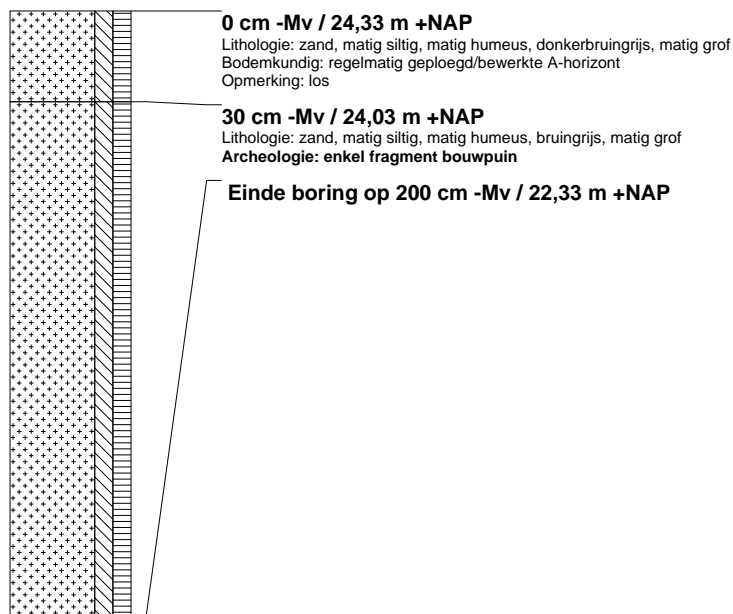 0 cm -Mv / 24,33 m +NAP
Lithologie: zand, matig siltig, matig humeus, donkerbruingrijs, matig grof
Bodemkundig: regelmatig geploegd/bewerkte A-horizont
Opmerking: los
30 cm -Mv / 24,03 m +NAP
Lithologie: zand, matig siltig, matig humeus, bruingrijs, matig grof
Archeologie: enkel fragment bouwpuin
Einde boring op 200 cm -Mv / 22,33 m +NAP